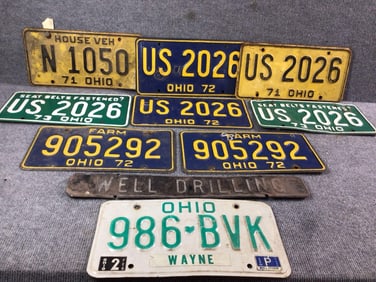 HOUSE VEH
N 1050
71 OHIO
US 2026
OHIO 72
US 2026
71 OHIO
SEAT BELTS FASTENED?
US 2026
73 OHIO
US 2026
OHIO 72
SEAT BELTS FASTENED?
US 2026
73 OHIO
FARM
905292
OHIO 72
FARM
905292
OHIO 72
WELL DRILLING
OHIO
986 BVK
2
WAYNE